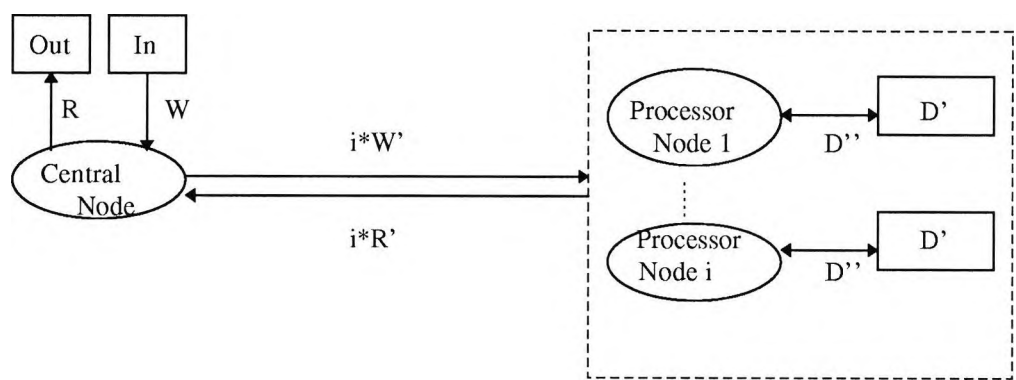 Out
In
R
W
Central
Node
i*W'
i*R'
Processor
Node 1
D''
D'
Processor
Node i
D''
D'